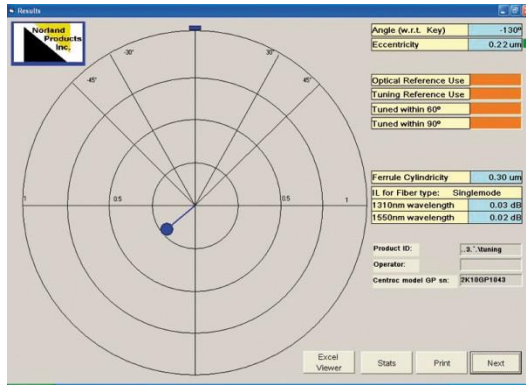 Results
Norland
Products
Inc.
-30°
30°
-45°
45°
1
0.5
0.5
1
Angle (w.r.t. Key) -130º
Eccentricity 0.22 um
Optical Reference Use
Tuning Reference Use
Tuned within 60º
Tuned within 90º
Ferrule Cylindricity 0.30 um
IL for Fiber type: Singlemode
1310nm wavelength 0.03 dB
1550nm wavelength 0.02 dB
Product ID:
Operator:
Centroc model GP sn: 2K10GP1043
Excel
Viewer
Stats
Print
Next